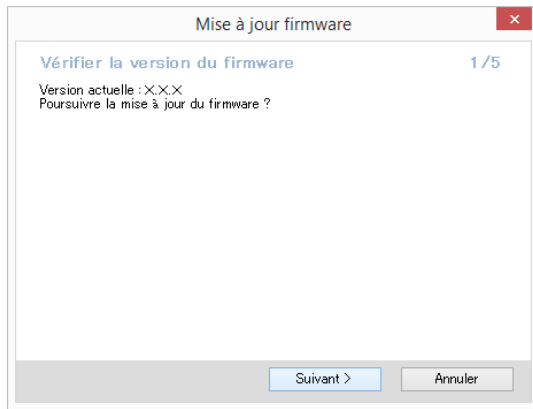 Mise à jour firmware
Vérifier la version du firmware 1/5
Version actuelle : X.X.X
Poursuivre la mise à jour du firmware ?
Suivant > Annuler